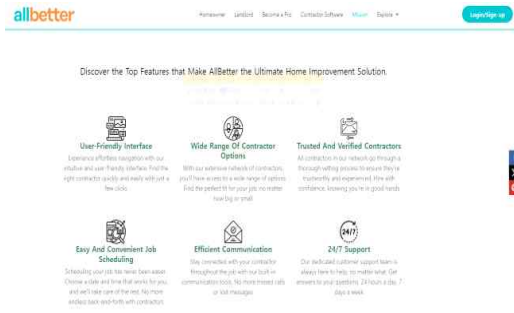 allbetter
Homeowner Landlord Become a Pro Contractor Software Explore
Login/Sign up
Discover the Top Features that Make AllBetter the Ultimate Home Improvement Solution.
User-Friendly Interface
Experience effortless navigation with our
intuitive and user friendly interface. Find the
right contractor quickly and easily with just a
few clicks.
Wide Range Of Contractor
Options
With our extensive network of contractors,
you'll have access to a wide range of options.
Find the perfect fit for your job, no matter
how big or small.
Trusted And Verified Contractors
All contractors in our network go through a
thorough vetting process to ensure they're
trustworthy and experienced. Hire with
confidence, knowing you're in good hands.
Easy And Convenient Job
Scheduling
Scheduling your job has never been easier.
Choose a date and time that works for you,
and we'll take care of the rest. No more
endless back-and-forths with contractors.
Efficient Communication
Stay connected with your contractor
throughout the job with our built-in
communication tools. No more missed calls
or lost messages.
24/7
24/7 Support
Our dedicated customer support team is
always here to help, no matter what. Get
answers to your questions, 24 hours a day, 7
days a week.